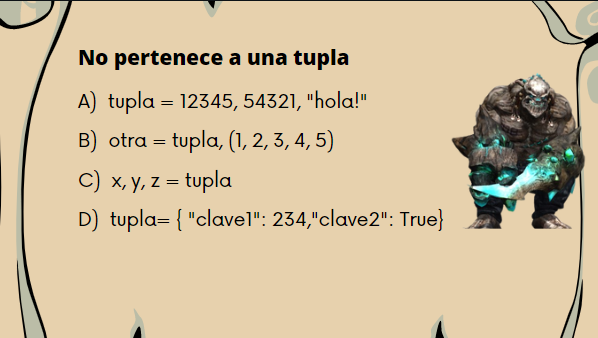 No pertenece a una tupla
A) tupla = 12345, 54321, "hola!"
B) otra = tupla, (1, 2, 3, 4, 5)
C) x, y, z = tupla
D) tupla= { "clave1": 234,"clave2": True}